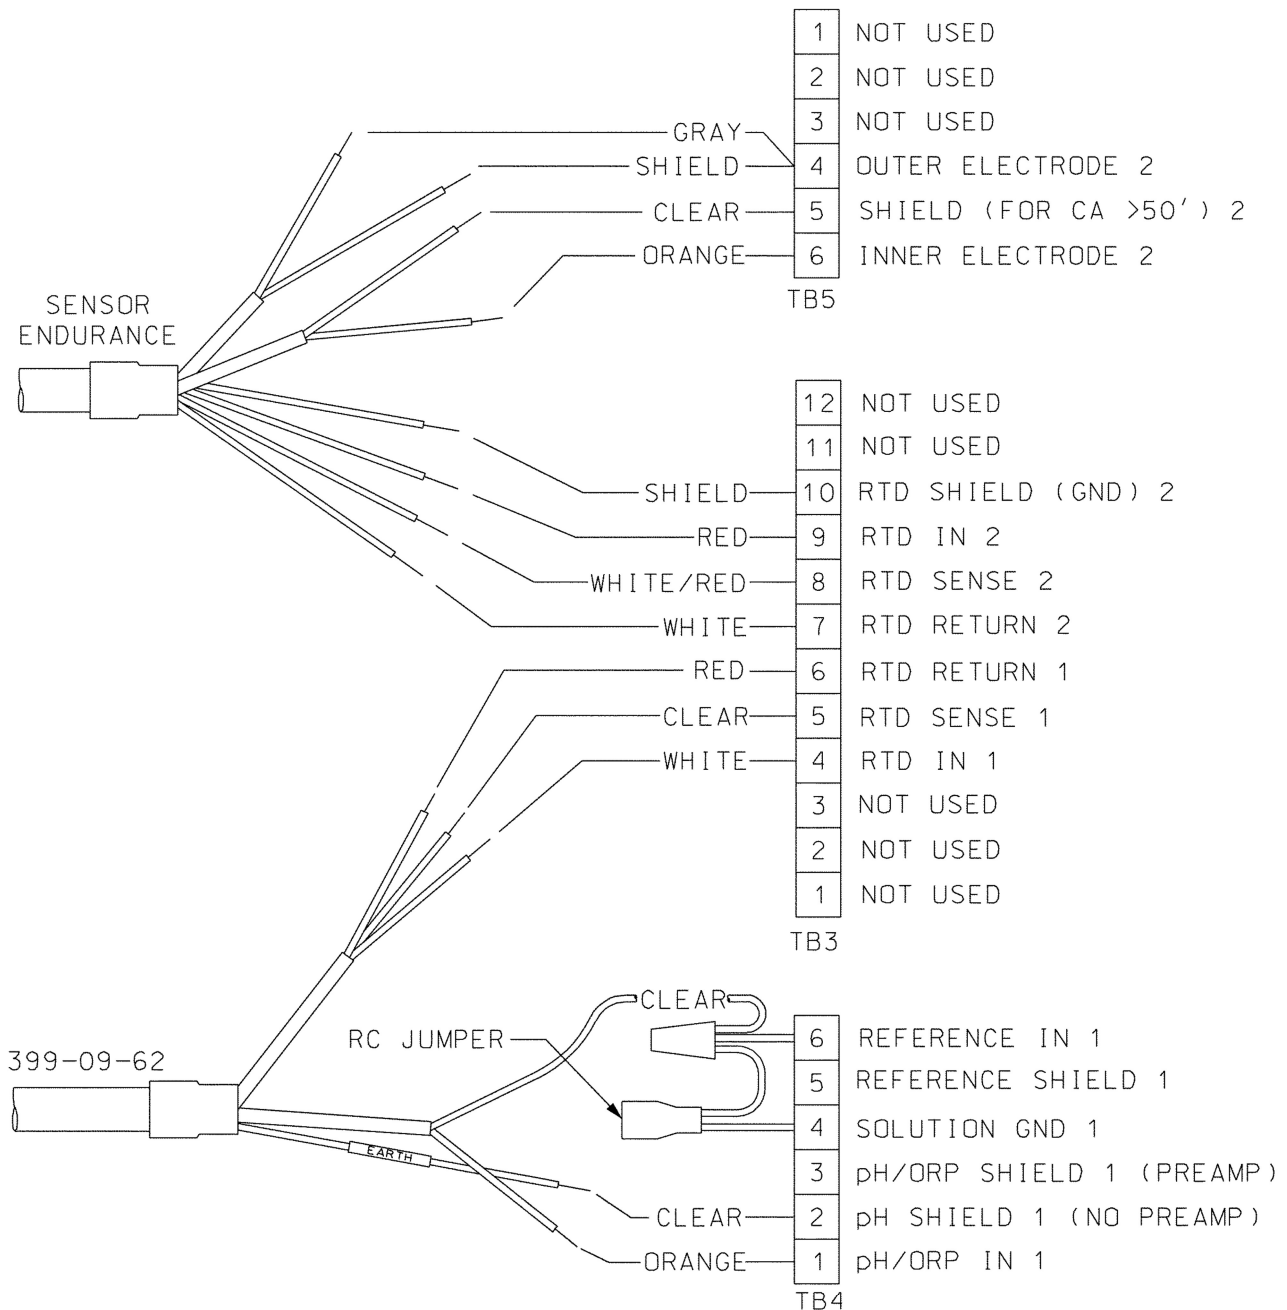 1 NOT USED
2 NOT USED
3 NOT USED
GRAY
SHIELD 4 OUTER ELECTRODE 2
CLEAR 5 SHIELD (FOR CA >50') 2
ORANGE 6 INNER ELECTRODE 2
TB5
SENSOR
ENDURANCE
12 NOT USED
11 NOT USED
SHIELD 10 RTD SHIELD (GND) 2
RED 9 RTD IN 2
WHITE/RED 8 RTD SENSE 2
WHITE 7 RTD RETURN 2
RED 6 RTD RETURN 1
CLEAR 5 RTD SENSE 1
WHITE 4 RTD IN 1
3 NOT USED
2 NOT USED
1 NOT USED
TB3
399-09-62
CLEAR
RC JUMPER
6 REFERENCE IN 1
5 REFERENCE SHIELD 1
4 SOLUTION GND 1
EARTH
3 pH/ORP SHIELD 1 (PREAMP)
CLEAR 2 pH SHIELD 1 (NO PREAMP)
ORANGE 1 pH/ORP IN 1
TB4